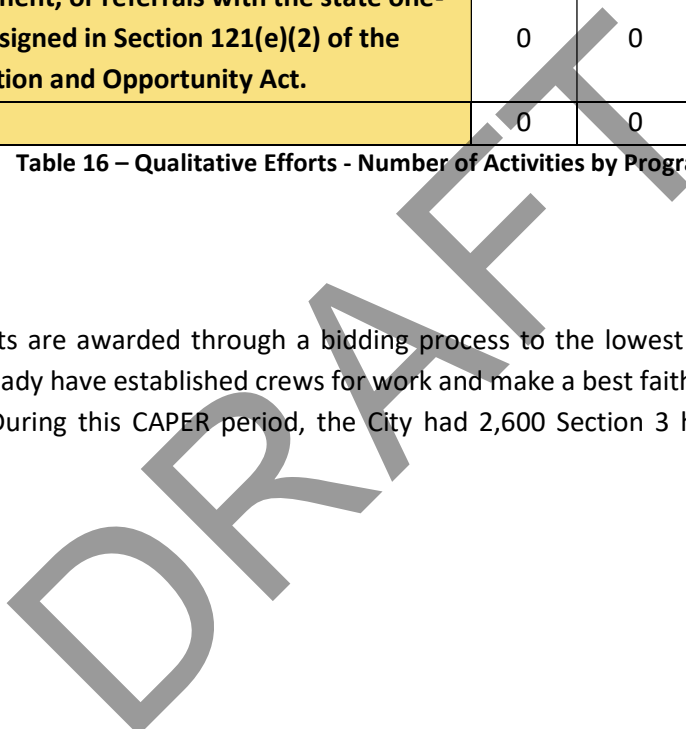 ment, or referrals with the state one-
signed in Section 121(e)(2) of the 0 0
tion and Opportunity Act.
0 0
Table 16 – Qualitative Efforts - Number of Activities by Progra
ts are awarded through a bidding process to the lowest
eady have established crews for work and make a best faith
During this CAPER period, the City had 2,600 Section 3 h
DRAFT